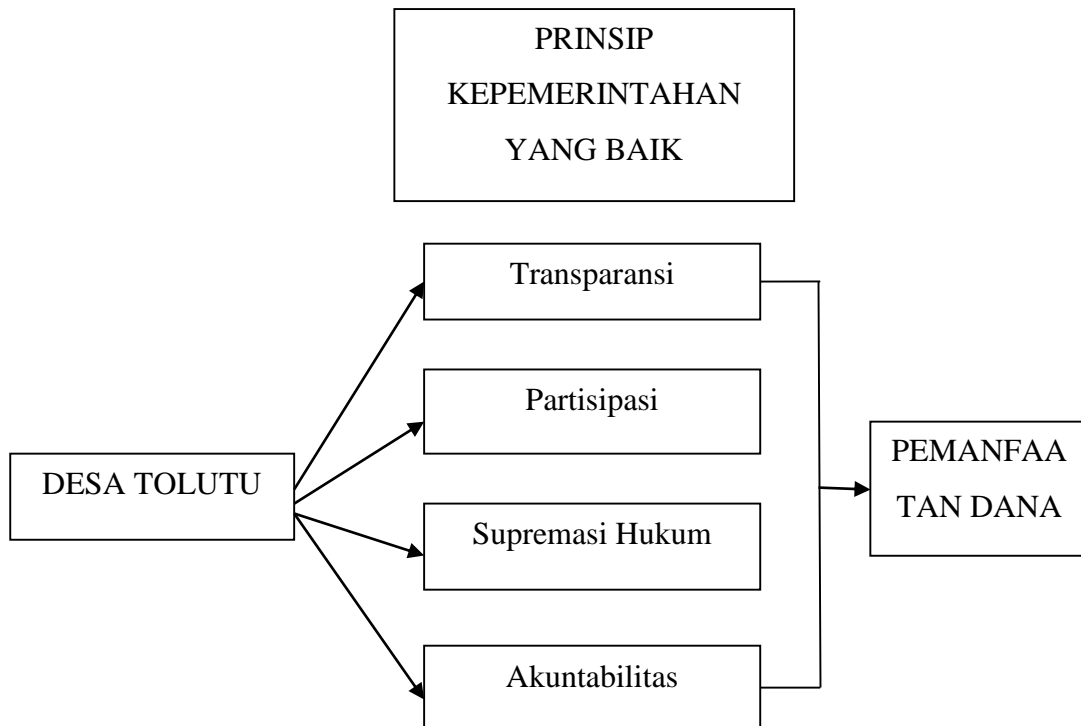 PRINSIP
KEPEMERINTAHAN
YANG BAIK
Transparansi
Partisipasi
DESA TOLUTU
Supremasi Hukum
Akuntabilitas
PEMANFAA
TAN DANA